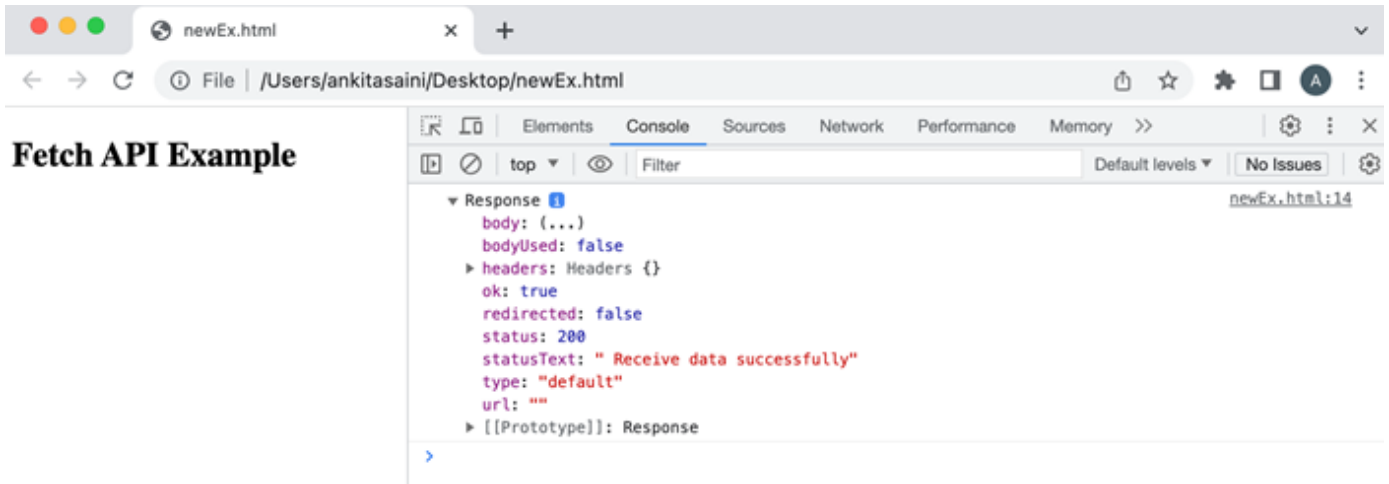 newEx.html
File | /Users/ankitasaini/Desktop/newEx.html A
Fetch API Example
Elements Console Sources Network Performance Memory
top Filter Default levels No Issues
Response i newEx.html:14
body: (...)
bodyUsed: false
headers: Headers {}
ok: true
redirected: false
status: 200
statusText: " Receive data successfully"
type: "default"
url: ""
[[Prototype]]: Response